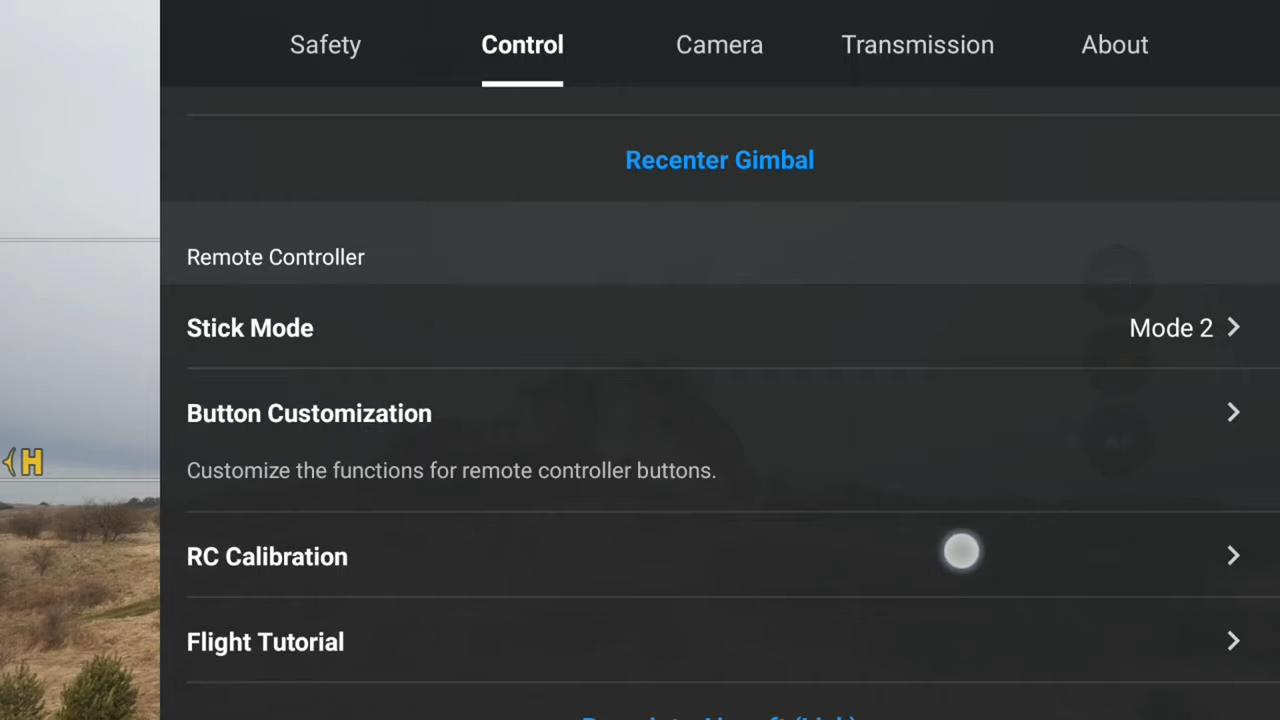 Safety
Control
Camera
Transmission
About
Recenter Gimbal
Remote Controller
Stick Mode
Mode 2
Button Customization
Customize the functions for remote controller buttons.
H
RC Calibration
Flight Tutorial